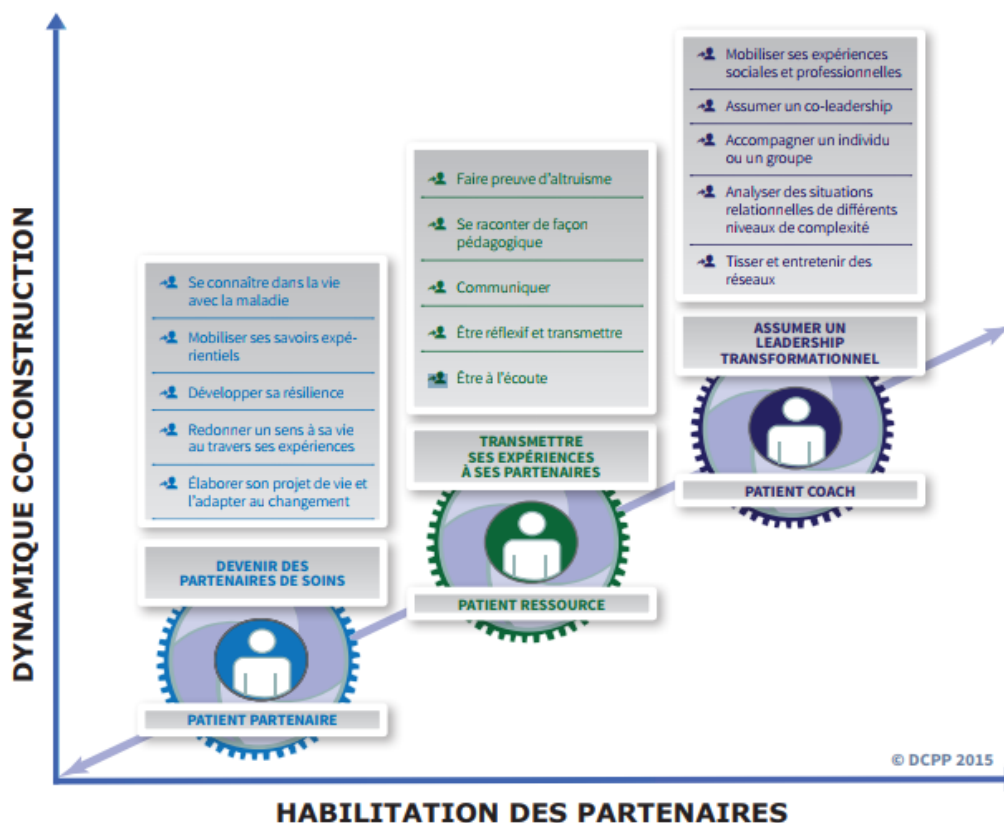 DYNAMIQUE CO-CONSTRUCTION
Se connaître dans la vie
avec la maladie
Mobiliser ses savoirs expé-
rientiels
Développer sa résilience
Redonner un sens à sa vie
au travers ses expériences
Élaborer son projet de vie et
l'adapter au changement
DEVENIR DES
PARTENAIRES DE SOINS
PATIENT PARTENAIRE
Faire preuve d'altruisme
Se raconter de façon
pédagogique
Communiquer
Être réflexif et transmettre
Être à l'écoute
TRANSMETTRE
SES EXPÉRIENCES
À SES PARTENAIRES
PATIENT RESSOURCE
Mobiliser ses expériences
sociales et professionnelles
Assumer un co-leadership
Accompagner un individu
ou un groupe
Analyser des situations
relationnelles de différents
niveaux de complexité
Tisser et entretenir des
réseaux
ASSUMER UN
LEADERSHIP
TRANSFORMATIONNEL
PATIENT COACH
© DCPP 2015
HABILITATION DES PARTENAIRES